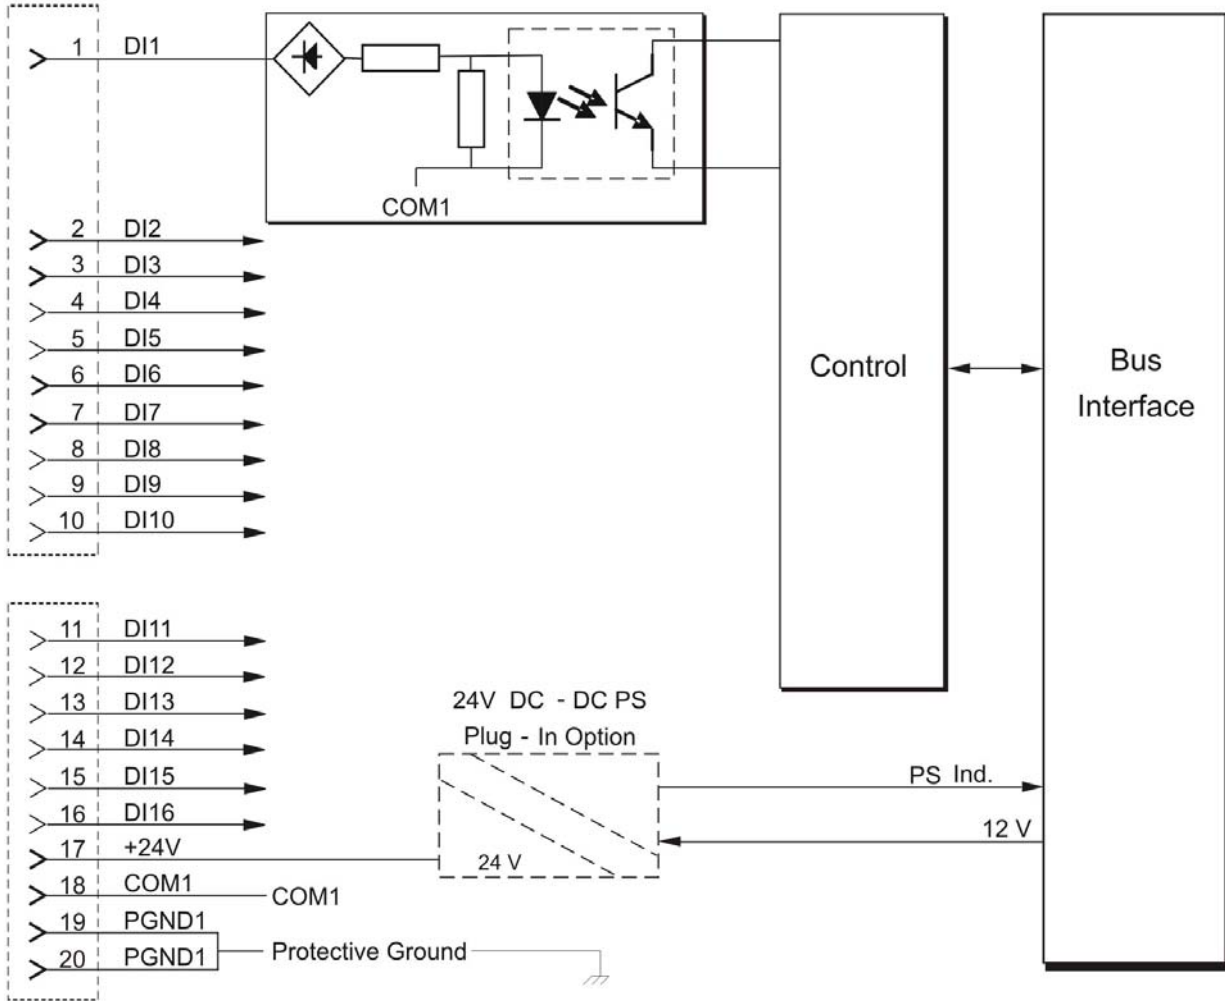 1 DI1
COM1
2 DI2
3 DI3
4 DI4
5 DI5
6 DI6
7 DI7
8 DI8
9 DI9
10 DI10
Control
Bus
Interface
11 DI11
12 DI12
13 DI13
14 DI14
15 DI15
16 DI16
17 +24V
18 COM1
COM1
19 PGND1
20 PGND1
Protective Ground
24V DC - DC PS
Plug - In Option
24 V
PS Ind.
12 V